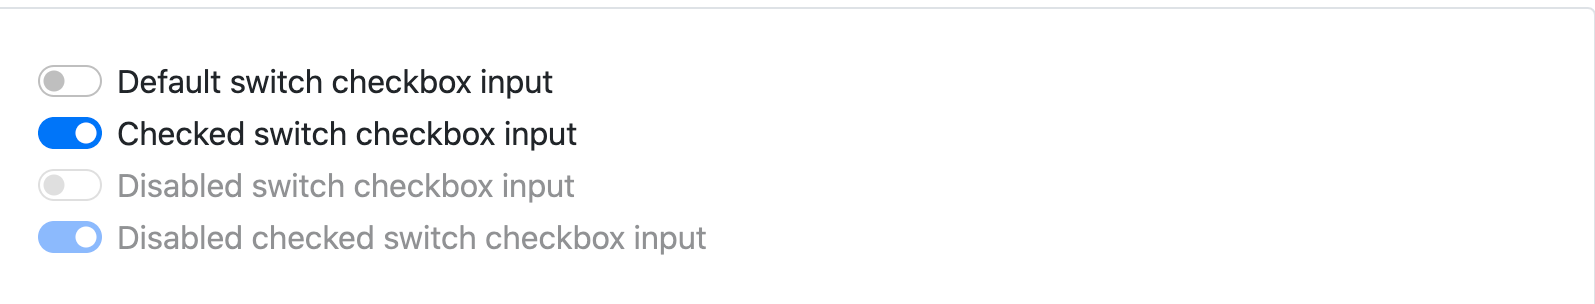 Default switch checkbox input
Checked switch checkbox input
Disabled switch checkbox input
Disabled checked switch checkbox input